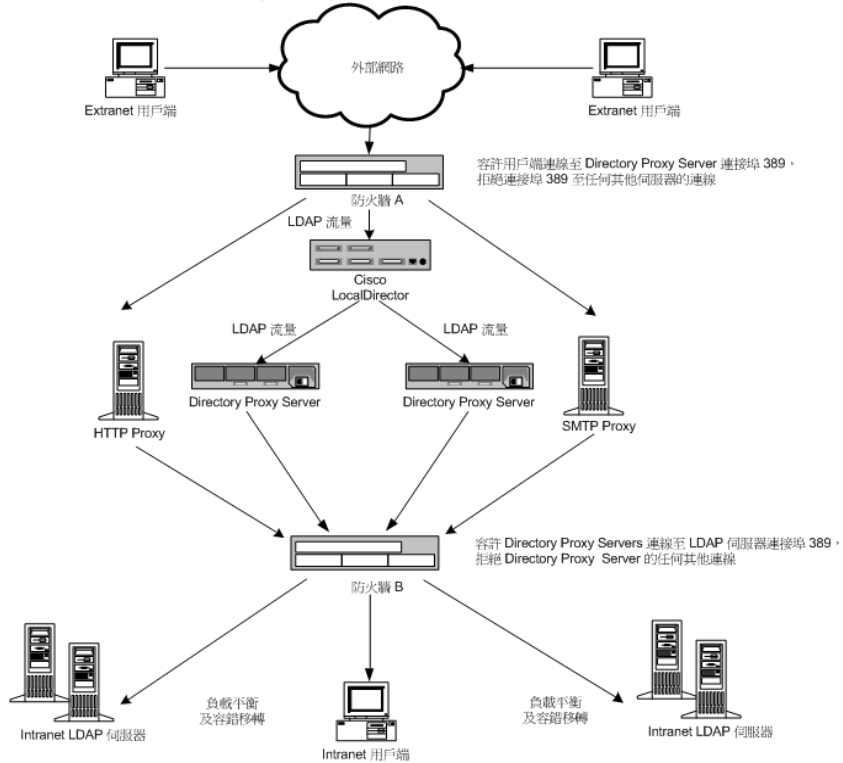 外部網路
Extranet 用戶端
Extranet 用戶端
容許用戶端連線至 Directory Proxy Server 連接埠 389，
拒絕連接埠 389 至任何其他伺服器的連線
防火牆 A
LDAP 流量
Cisco
LocalDirector
LDAP 流量
LDAP 流量
HTTP Proxy
Directory Proxy Server
Directory Proxy Server
SMTP Proxy
容許 Directory Proxy Servers 連線至 LDAP 伺服器連接埠 389，
拒絕 Directory Proxy Server 的任何其他連線
防火牆 B
Intranet LDAP 伺服器
負載平衡
及容錯移轉
Intranet 用戶端
負載平衡
及容錯移轉
Intranet LDAP 伺服器